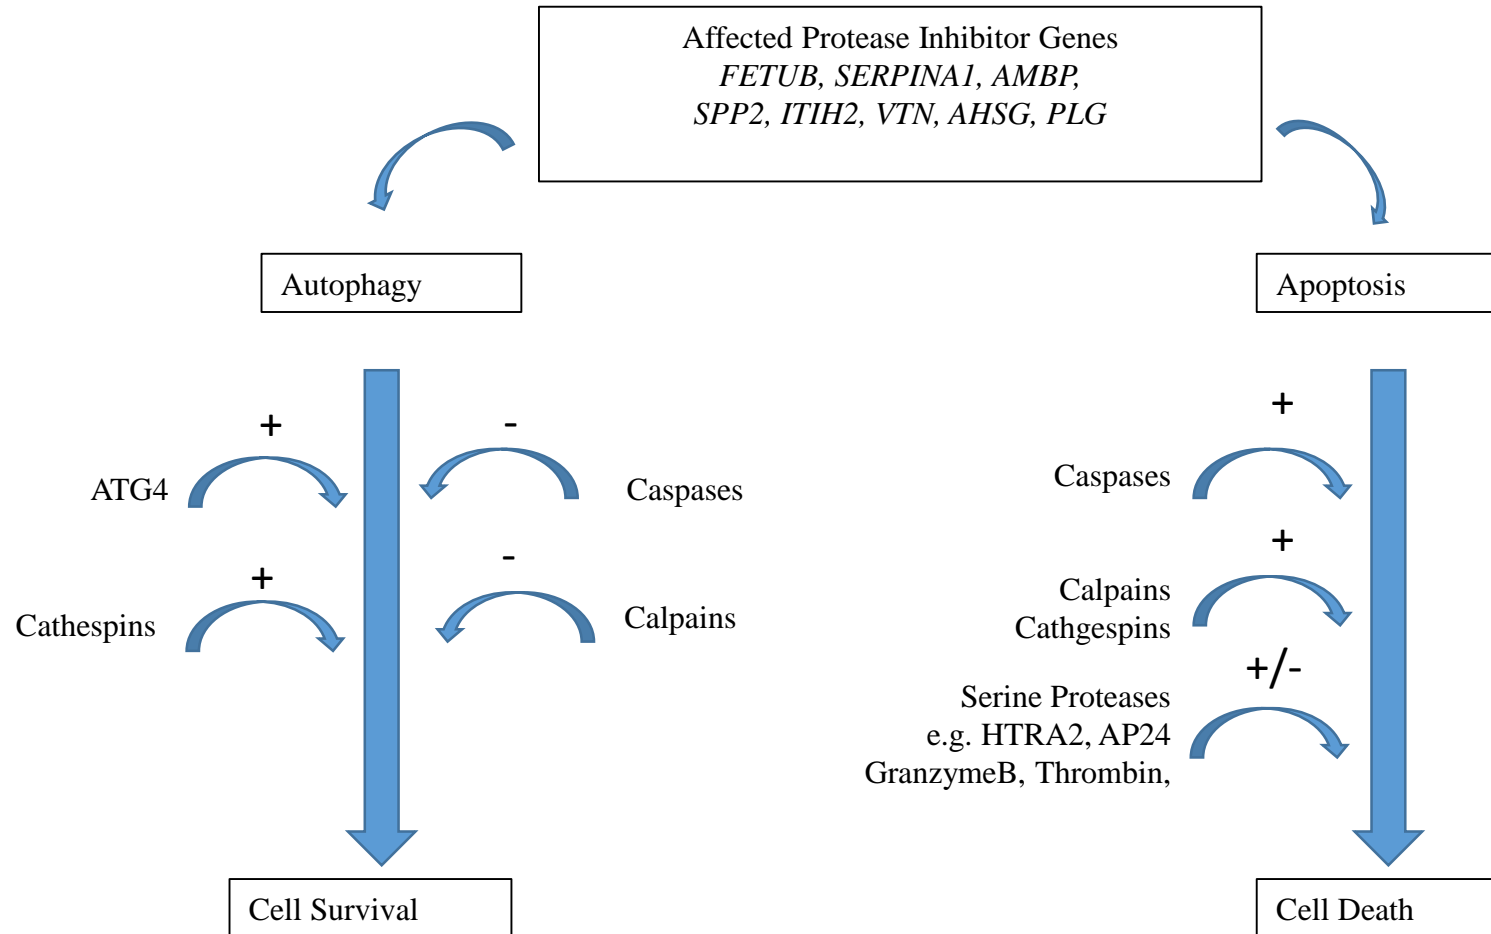 Affected Protease Inhibitor Genes
FETUB, SERPINA1, AMBP,
SPP2, ITIH2, VTN, AHSG, PLG
Autophagy
Apoptosis
+
-
+
ATG4
Caspases
Caspases
+
-
+
Cathespins
Calpains
Calpains
Cathgespins
+/-
Serine Proteases
e.g. HTRA2, AP24
GranzymeB, Thrombin,
Cell Survival
Cell Death